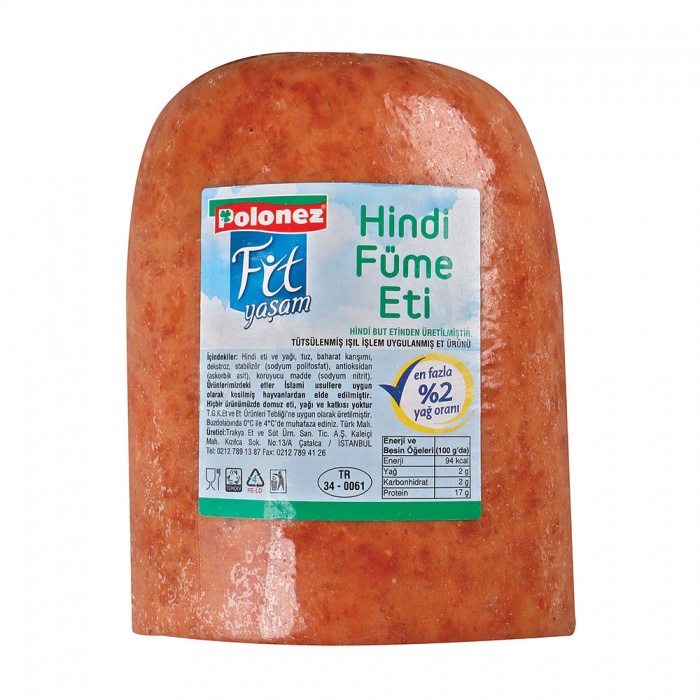 Polonez®
Fit
yaşam
Hindi
Füme
Eti
HİNDİ BUT ETİNDEN ÜRETİLMİŞTİR.
TÜTSÜLENMİŞ IŞIL İŞLEM UYGULANMIŞ ET ÜRÜNÜ
İçindekiler: Hindi eti ve yağı, tuz, baharat karışımı,
dekstroz, stabilizör (sodyum polifosfat), antioksidan
(askorbik asit), koruyucu madde (sodyum nitrit).
Ürünlerimizdeki etler İslami usullere uygun
olarak kesilmiş hayvanlardan elde edilmiştir.
Hiçbir ürünümüzde domuz eti, yağı ve katkısı yoktur
T.G.K.Et ve Et Ürünleri Tebliği'ne uygun olarak üretilmiştir.
Buzdolabında 0°C ile 4°C'de muhafaza ediniz. Türk Malı
Üretici:Trakya Et ve Süt Ürn. San. Tic. A.Ş. Kaleiçi
Mah. Kızılca Sok. No:13/A Çatalca / İSTANBUL
Tel:0212 789 13 87 Fax: 0212 789 41 26
en fazla
%2
yağ oranı
Enerji ve
Besin Öğeleri (100 g'da)
Enerji 94 kcal
Yağ 2 g
Karbonhidrat 2 g
Protein 17 g
4
PE-LD
TR
34 - 0061